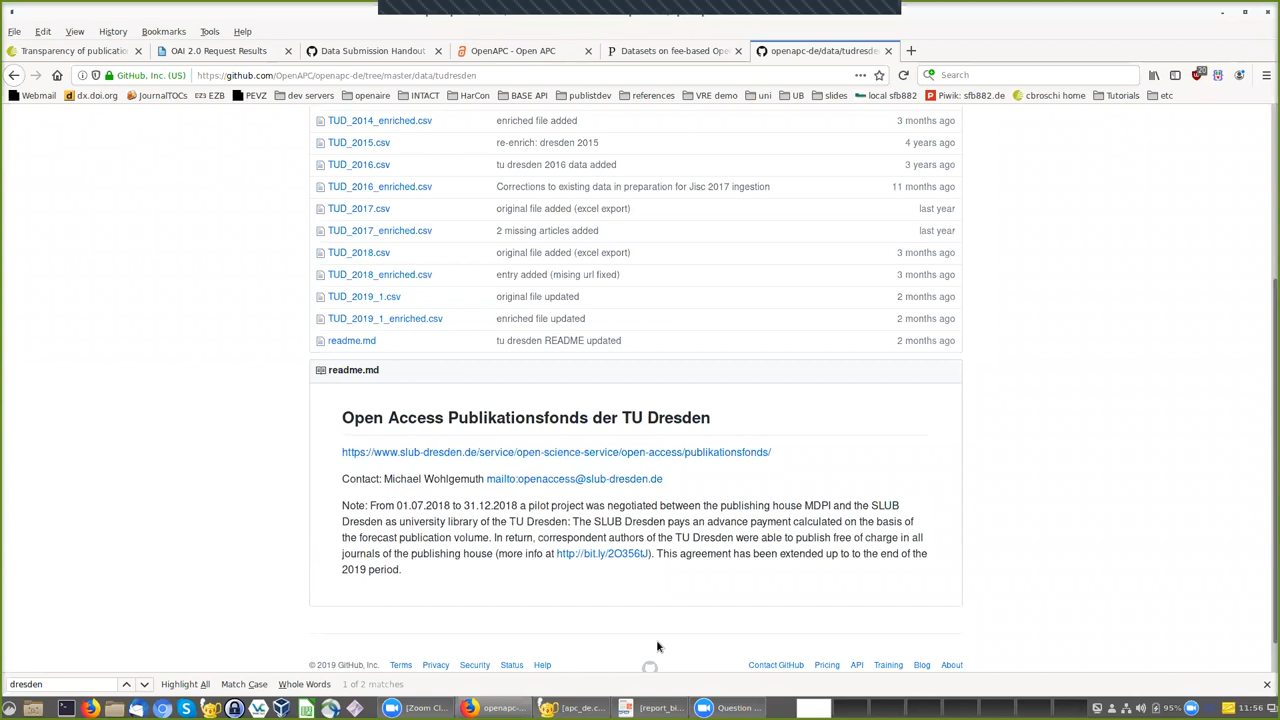 File Edit View History Bookmarks Tools Help
Transparency of publicatio OAI 2.0 Request Results Data Submission Handout OpenAPC - Open APC Datasets on fee-based Ope openapc-de/data/tudresde
GitHub, Inc. (US) https://github.com/OpenAPC/openapc-de/tree/master/data/tudresden Search
Webmail dx.doi.org JournalTOCs EZB PEVZ dev servers openaire INTACT HarCon BASE API publistdev references VRE demo uni UB slides local sfb882 Piwik: sfb882.de cbroschi home Tutorials etc
TUD_2014_enriched.csv enriched file added 3 months ago
TUD_2015.csv re-enrich: dresden 2015 4 years ago
TUD_2016.csv tu dresden 2016 data added 3 years ago
TUD_2016_enriched.csv Corrections to existing data in preparation for Jisc 2017 ingestion 11 months ago
TUD_2017.csv original file added (excel export) last year
TUD_2017_enriched.csv 2 missing articles added last year
TUD_2018.csv original file added (excel export) 3 months ago
TUD_2018_enriched.csv entry added (mising url fixed) 3 months ago
TUD_2019_1.csv original file updated 2 months ago
TUD_2019_1_enriched.csv enriched file updated 2 months ago
readme.md tu dresden README updated 2 months ago
readme.md
Open Access Publikationsfonds der TU Dresden
https://www.slub-dresden.de/service/open-science-service/open-access/publikationsfonds/
Contact: Michael Wohlgemuth mailto:openaccess@slub-dresden.de
Note: From 01.07.2018 to 31.12.2018 a pilot project was negotiated between the publishing house MDPI and the SLUB
Dresden as university library of the TU Dresden: The SLUB Dresden pays an advance payment calculated on the basis of
the forecast publication volume. In return, correspondent authors of the TU Dresden were able to publish free of charge in all
journals of the publishing house (more info at http://bit.ly/2O356tJ). This agreement has been extended up to to the end of the
2019 period.
© 2019 GitHub, Inc. Terms Privacy Security Status Help Contact GitHub Pricing API Training Blog About
dresden Highlight All Match Case Whole Words 1 of 2 matches
[Zoom Cl... openapc-... [apc_de.c... [report_bi... Question ... 95% 11:56